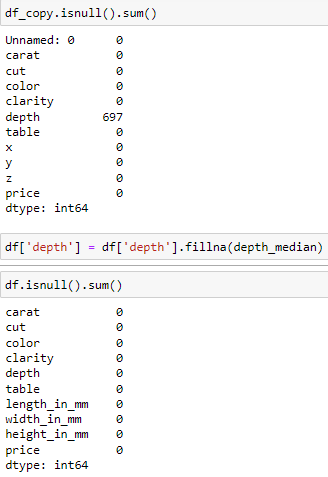 df_copy.isnull().sum()
Unnamed: 0 0
carat 0
cut 0
color 0
clarity 0
depth 697
table 0
x 0
y 0
z 0
price 0
dtype: int64
df['depth'] = df['depth'].fillna(depth_median)
df.isnull().sum()
carat 0
cut 0
color 0
clarity 0
depth 0
table 0
length_in_mm 0
width_in_mm 0
height_in_mm 0
price 0
dtype: int64